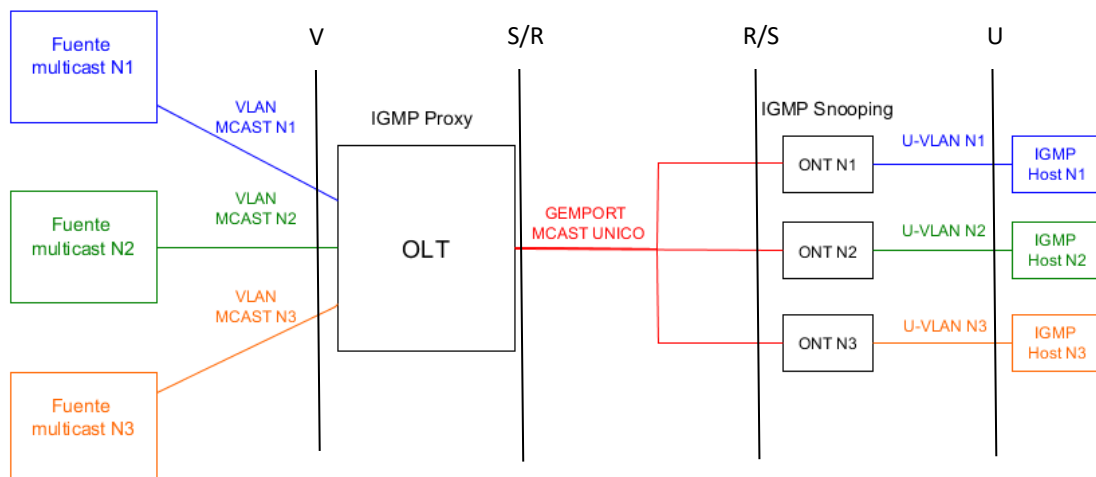 V
S/R
R/S
U
Fuente
multicast N1
VLAN
MCAST N1
IGMP Proxy
IGMP Snooping
ONT N1
U-VLAN N1
IGMP
Host N1
Fuente
multicast N2
VLAN
MCAST N2
OLT
GEMPORT
MCAST UNICO
ONT N2
U-VLAN N2
IGMP
Host N2
VLAN
MCAST N3
ONT N3
U-VLAN N3
IGMP
Host N3
Fuente
multicast N3